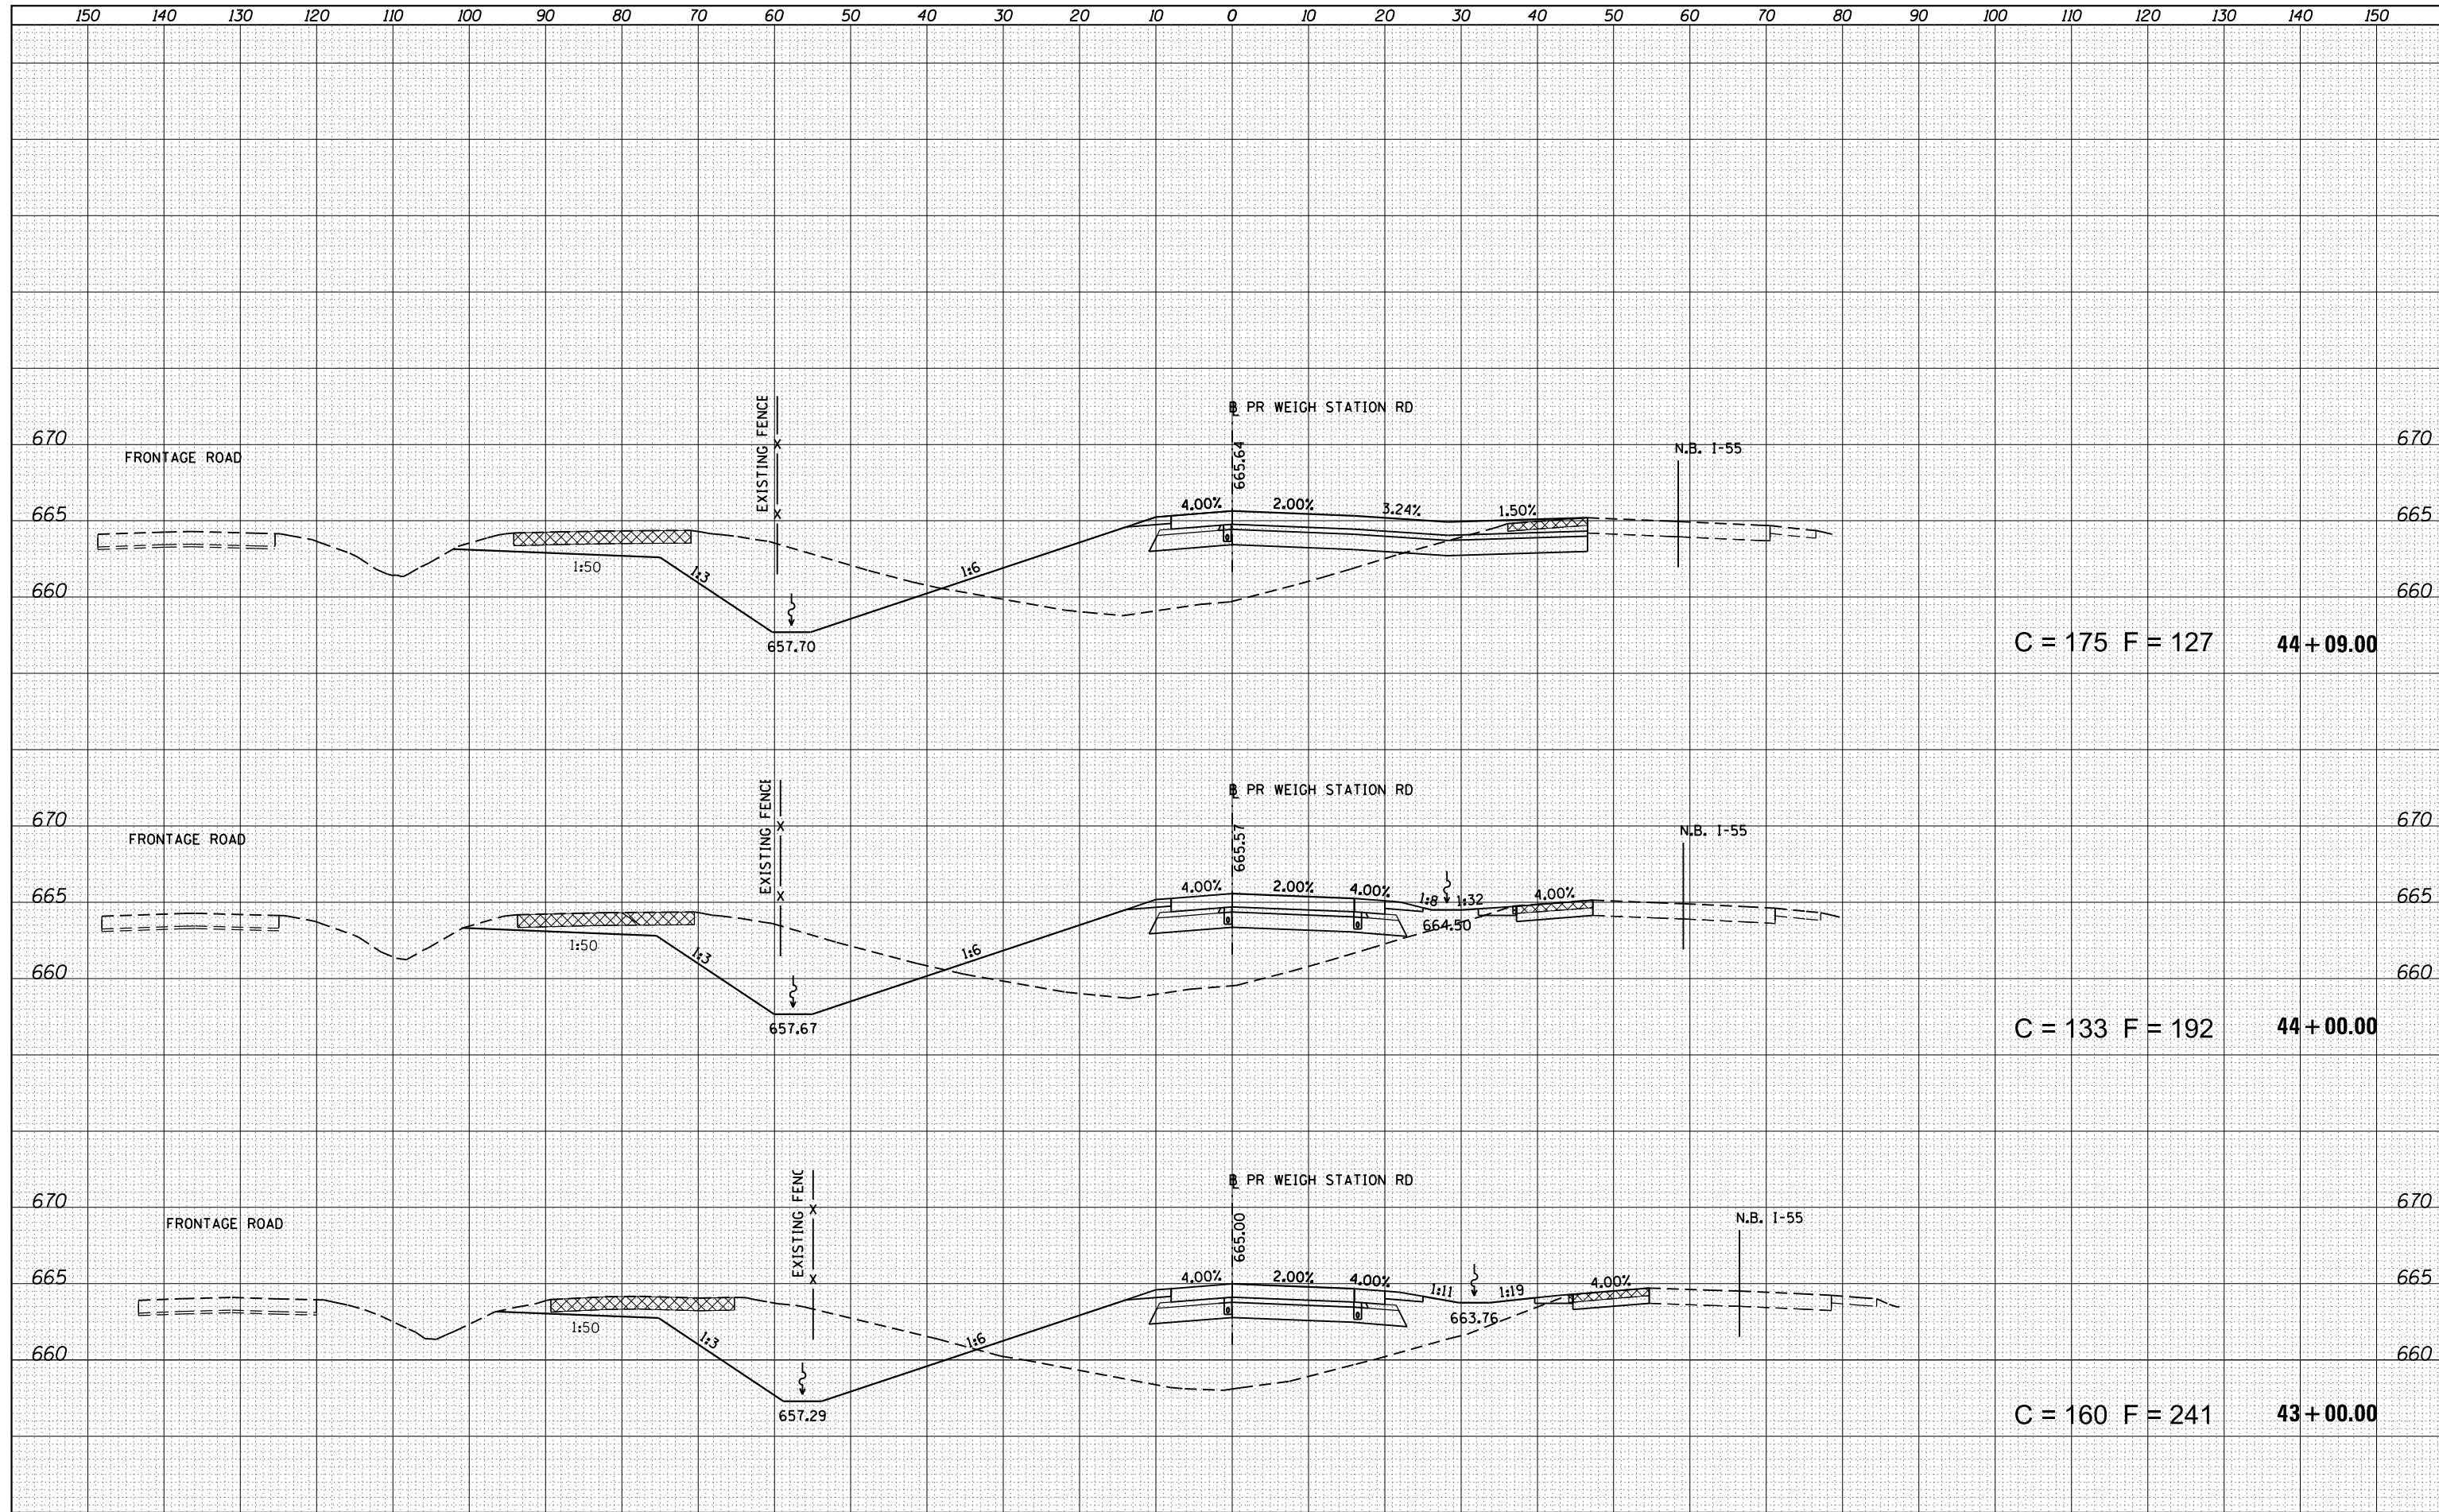 150 140 130 120 110 100 90 80 70 60 50 40 30 20 10 0 10 20 30 40 50 60 70 80 90 100 110 120 130 140 150
EXISTING FENCE
PR WEIGH STATION RD
670
FRONTAGE ROAD
665.64
N.B. I-55
670
665
4.00% 2.00% 3.24% 1.50%
665
1:50
1:3
1:6
660
660
657.70
C = 175 F = 127 44+09.00
EXISTING FENCE
PR WEIGH STATION RD
670
FRONTAGE ROAD
665.57
N.B. I-55
670
665
4.00% 2.00% 4.00% 1:8 1:32 4.00%
665
664.50
1:50
1:3
1:6
660
660
657.67
C = 133 F = 192 44+00.00
EXISTING FENC
PR WEIGH STATION RD
670
FRONTAGE ROAD
665.00
N.B. I-55
670
665
4.00% 2.00% 4.00% 1:11 1:19 4.00%
665
663.76
1:50
1:3
1:6
660
660
657.29
C = 160 F = 241 43+00.00